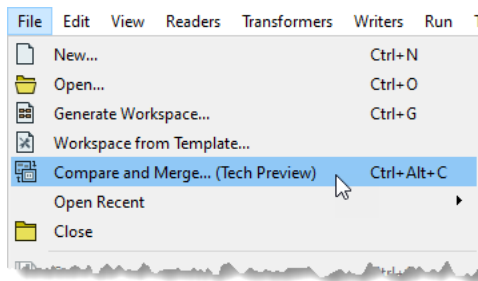 File Edit View Readers Transformers Writers Run
New... Ctrl+N
Open... Ctrl+O
Generate Workspace... Ctrl+G
Workspace from Template...
Compare and Merge... (Tech Preview) Ctrl+Alt+C
Open Recent
Close